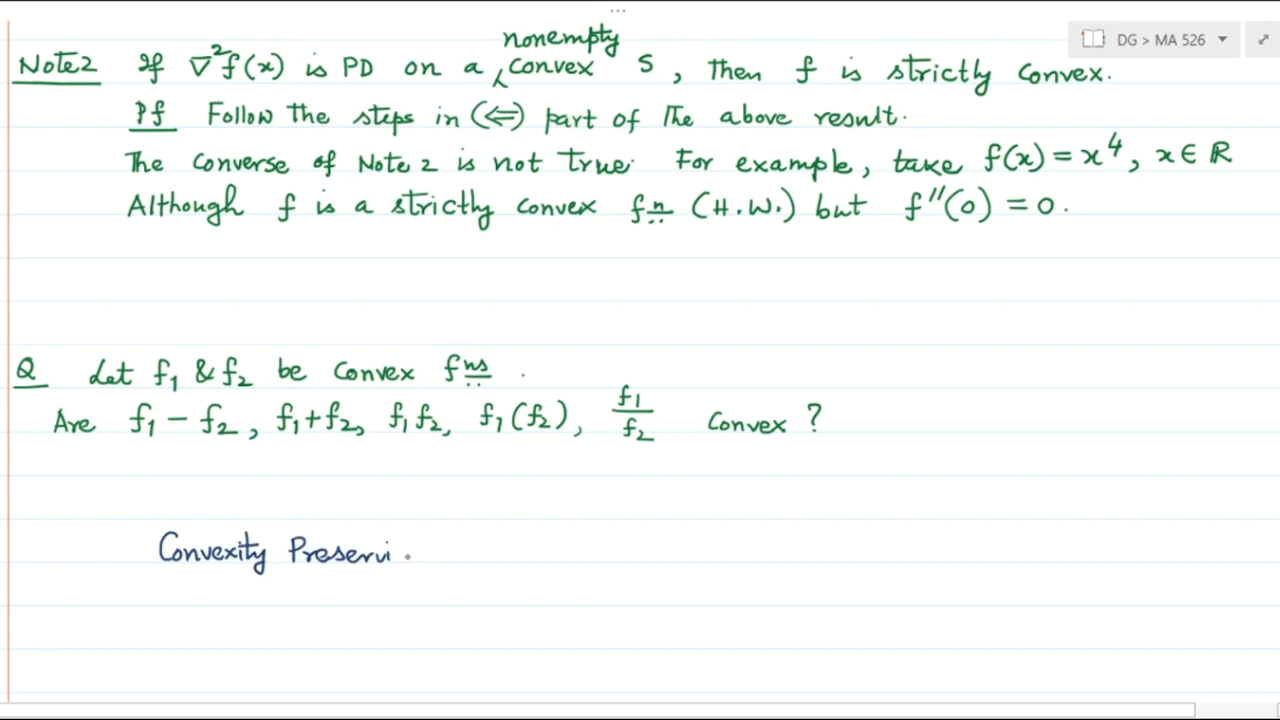 DG > MA 526
Note2 If ∇²f(x) is PD on a nonempty convex S, then f is strictly convex.
Pf Follow the steps in (⇐) part of the above result.
The converse of Note 2 is not true. For example, take f(x) = x⁴, x ∈ ℝ
Although f is a strictly convex fn (H.W.) but f″(0) = 0.
Q Let f₁ & f₂ be convex fns.
Are f₁ - f₂, f₁+f₂, f₁f₂, f₁(f₂), f₁/f₂ convex ?
Convexity Preservi